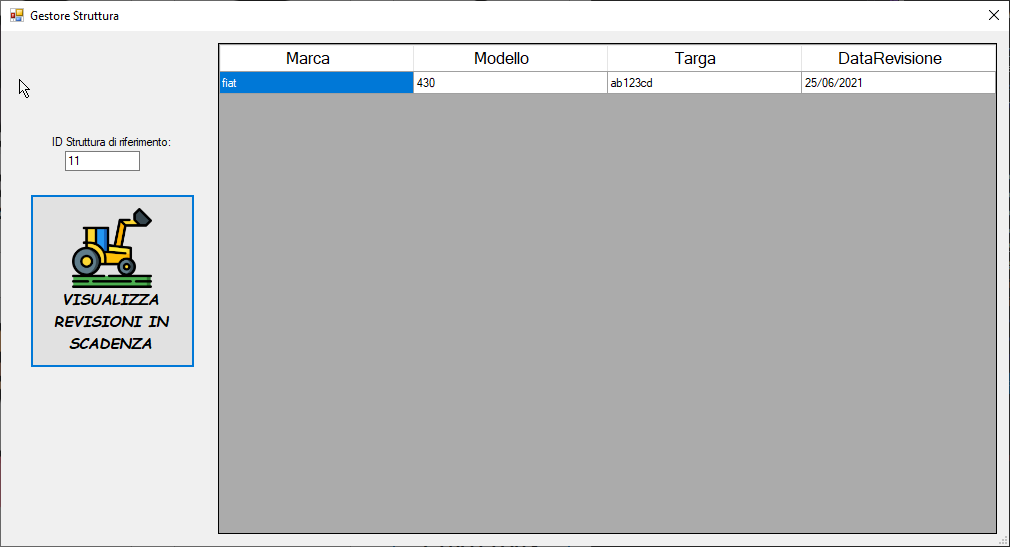 Gestore Struttura
Marca Modello Targa DataRevisione
fiat 430 ab123cd 25/06/2021
ID Struttura di riferimento:
11
VISUALIZZA
REVISIONI IN
SCADENZA